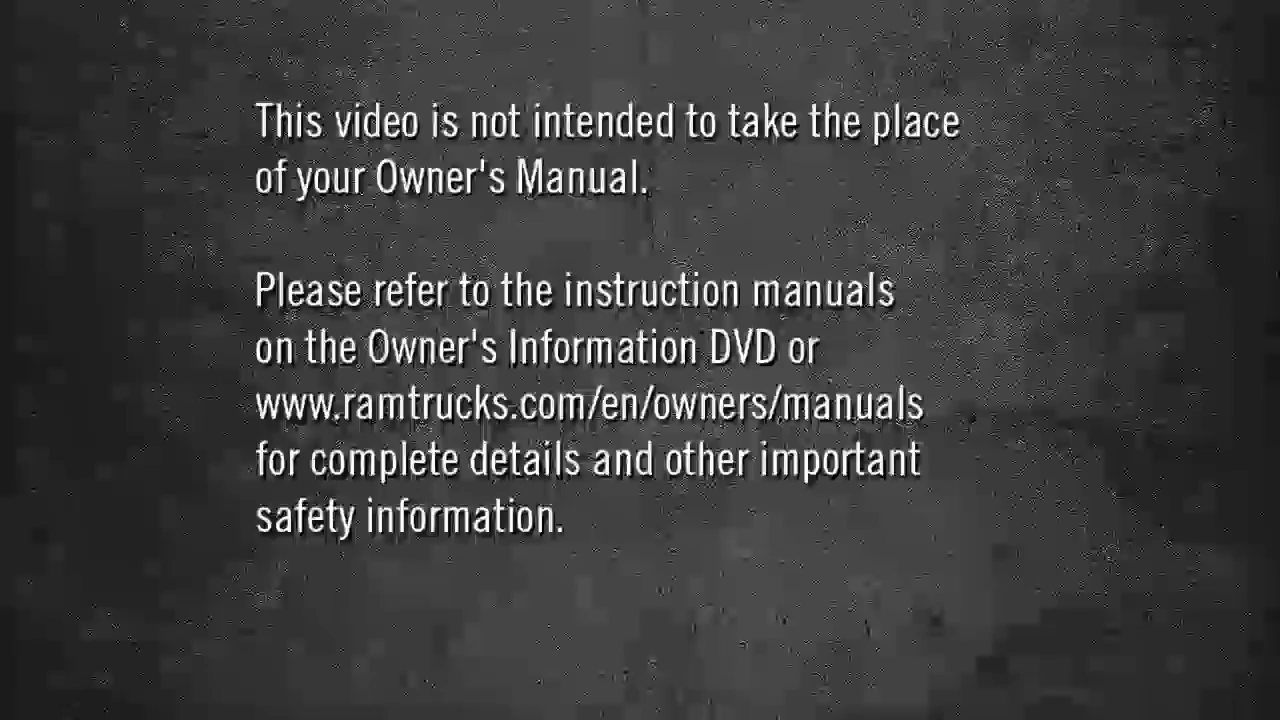 This video is not intended to take the place
of your Owner's Manual.
Please refer to the instruction manuals
on the Owner's Information DVD or
www.ramtrucks.com/en/owners/manuals
for complete details and other important
safety information.